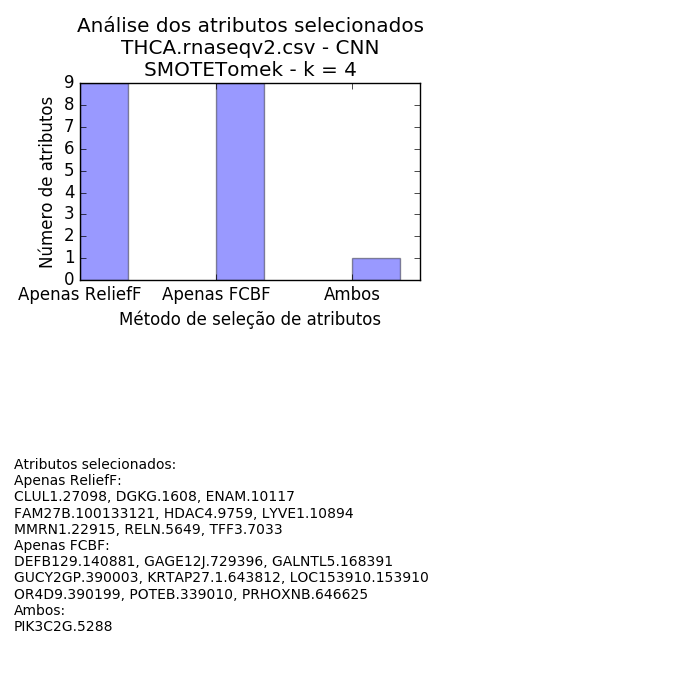 Análise dos atributos selecionados
THCA.rnaseqv2.csv - CNN
SMOTETomek - k = 4
9
8
7
6
5
4
3
2
1
0
Número de atributos
Apenas ReliefF Apenas FCBF Ambos
Método de seleção de atributos
Atributos selecionados:
Apenas ReliefF:
CLUL1.27098, DGKG.1608, ENAM.10117
FAM27B.100133121, HDAC4.9759, LYVE1.10894
MMRN1.22915, RELN.5649, TFF3.7033
Apenas FCBF:
DEFB129.140881, GAGE12J.729396, GALNTL5.168391
GUCY2GP.390003, KRTAP27.1.643812, LOC153910.153910
OR4D9.390199, POTEB.339010, PRHOXNB.646625
Ambos:
PIK3C2G.5288